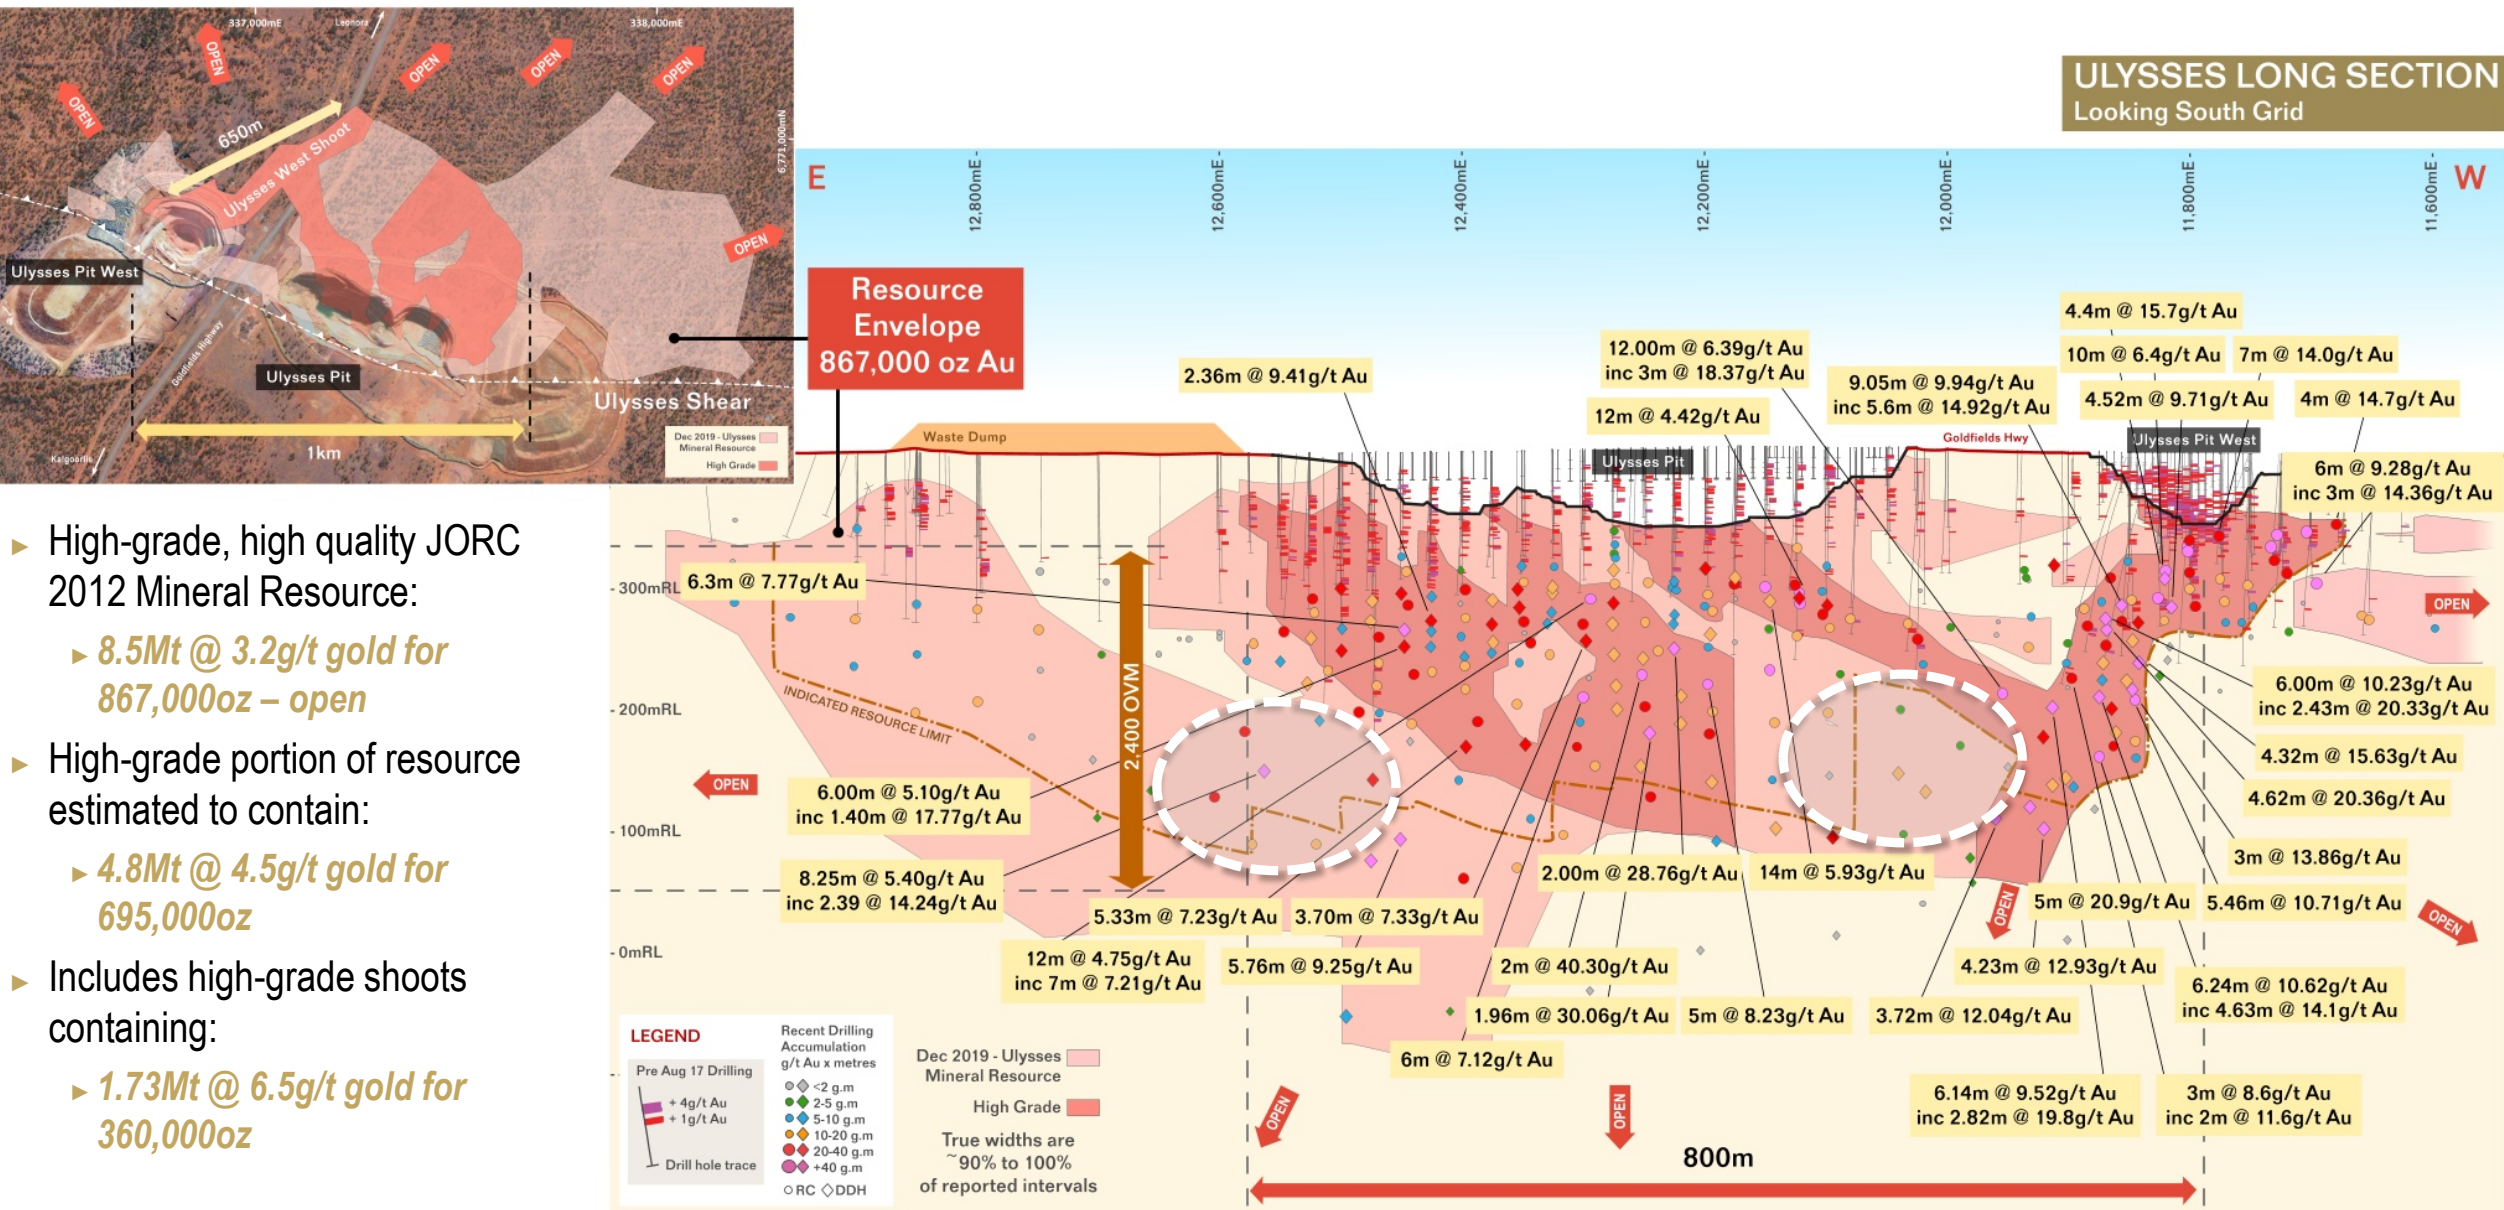 ULYSSES LONG SECTION
Looking South Grid
337,000mE
338,000mE
6,771,000mN
Leonora
OPEN
OPEN
OPEN
OPEN
OPEN
OPEN
650m
Ulysses West Shoot
Ulysses Pit West
Goldfields Highway
Ulysses Pit
Ulysses Shear
1km
Kalgoorlie
Dec 2019 - Ulysses
Mineral Resource
High Grade
High-grade, high quality JORC
2012 Mineral Resource:
8.5Mt @ 3.2g/t gold for
867,000oz – open
High-grade portion of resource
estimated to contain:
4.8Mt @ 4.5g/t gold for
695,000oz
Includes high-grade shoots
containing:
1.73Mt @ 6.5g/t gold for
360,000oz
E
12,800mE
12,600mE
12,400mE
12,200mE
12,000mE
11,800mE
11,600mE
W
Resource
Envelope
867,000 oz Au
2.36m @ 9.41g/t Au
12.00m @ 6.39g/t Au
inc 3m @ 18.37g/t Au
12m @ 4.42g/t Au
9.05m @ 9.94g/t Au
inc 5.6m @ 14.92g/t Au
4.4m @ 15.7g/t Au
10m @ 6.4g/t Au
7m @ 14.0g/t Au
4.52m @ 9.71g/t Au
4m @ 14.7g/t Au
Waste Dump
Ulysses Pit
Goldfields Hwy
Ulysses Pit West
6m @ 9.28g/t Au
inc 3m @ 14.36g/t Au
300mRL
6.3m @ 7.77g/t Au
OPEN
200mRL
INDICATED RESOURCE LIMIT
2,400 OVM
6.00m @ 10.23g/t Au
inc 2.43m @ 20.33g/t Au
4.32m @ 15.63g/t Au
OPEN
6.00m @ 5.10g/t Au
inc 1.40m @ 17.77g/t Au
4.62m @ 20.36g/t Au
100mRL
3m @ 13.86g/t Au
8.25m @ 5.40g/t Au
inc 2.39 @ 14.24g/t Au
2.00m @ 28.76g/t Au
14m @ 5.93g/t Au
5.33m @ 7.23g/t Au
3.70m @ 7.33g/t Au
OPEN
5m @ 20.9g/t Au
5.46m @ 10.71g/t Au
OPEN
0mRL
12m @ 4.75g/t Au
inc 7m @ 7.21g/t Au
5.76m @ 9.25g/t Au
2m @ 40.30g/t Au
4.23m @ 12.93g/t Au
6.24m @ 10.62g/t Au
inc 4.63m @ 14.1g/t Au
1.96m @ 30.06g/t Au
5m @ 8.23g/t Au
3.72m @ 12.04g/t Au
6m @ 7.12g/t Au
6.14m @ 9.52g/t Au
inc 2.82m @ 19.8g/t Au
3m @ 8.6g/t Au
inc 2m @ 11.6g/t Au
OPEN
OPEN
800m
LEGEND
Pre Aug 17 Drilling
+ 4g/t Au
+ 1g/t Au
Drill hole trace
Recent Drilling
Accumulation
g/t Au x metres
<2 g.m
2-5 g.m
5-10 g.m
10-20 g.m
20-40 g.m
+40 g.m
RC DDH
Dec 2019 - Ulysses
Mineral Resource
High Grade
True widths are
~90% to 100%
of reported intervals